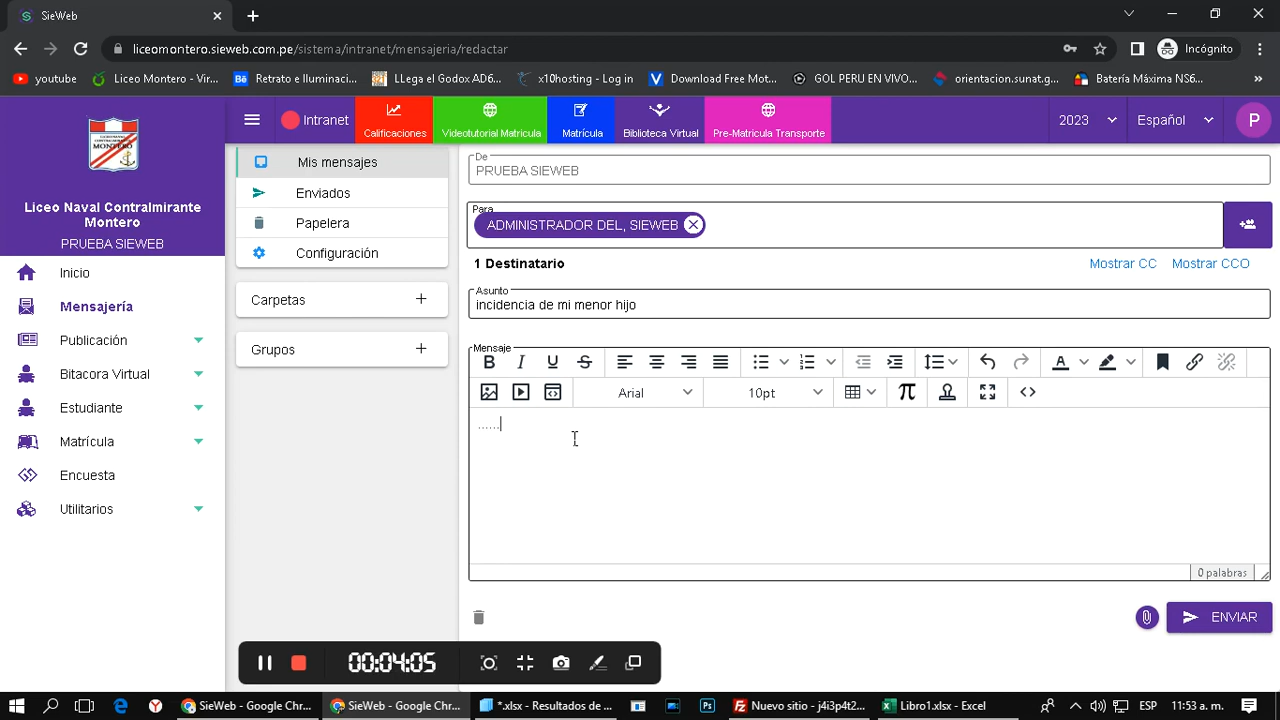 SieWeb
liceomontero.sieweb.com.pe/sistema/intranet/mensajeria/redactar
Incógnito
youtube
Liceo Montero - Vir...
Retrato e Iluminaci...
LLega el Godox AD6...
x10hosting - Log in
Download Free Mot...
GOL PERU EN VIVO...
orientacion.sunat.g...
Batería Máxima NS6...
»
Intranet
Calificaciones
Videotutorial Matricula
Matrícula
Biblioteca Virtual
Pre-Matricula Transporte
2023
Español
P
MONTERO
Liceo Naval Contralmirante
Montero
PRUEBA SIEWEB
Inicio
Mensajería
Publicación
Bitacora Virtual
Estudiante
Matrícula
Encuesta
Utilitarios
Mis mensajes
Enviados
Papelera
Configuración
Carpetas
Grupos
De
PRUEBA SIEWEB
Para
ADMINISTRADOR DEL, SIEWEB
1 Destinatario
Mostrar CC
Mostrar CCO
Asunto
incidencia de mi menor hijo
Mensaje
B I U S
A
Arial
10pt
π
......
0 palabras
ENVIAR
00:04:05
SieWeb - Google Chr...
SieWeb - Google Chr...
*.xlsx - Resultados de ...
Nuevo sitio - j4i3p4t2...
Libro1.xlsx - Excel
ESP
11:53 a. m.